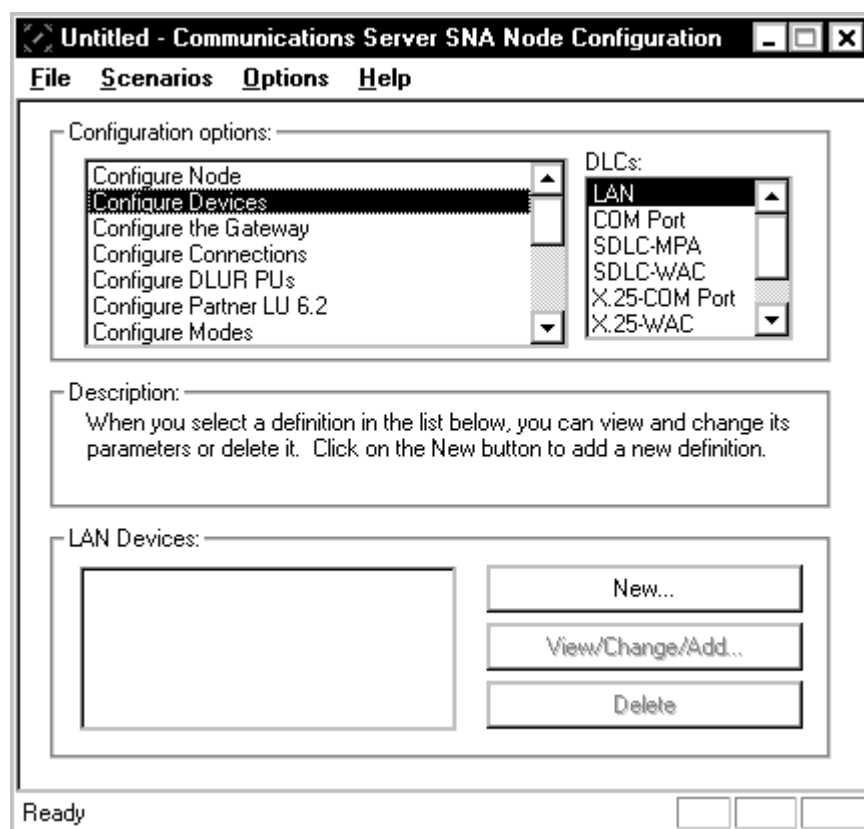 Untitled - Communications Server SNA Node Configuration
File Scenarios Options Help
Configuration options:
Configure Node
Configure Devices
Configure the Gateway
Configure Connections
Configure DLUR PUs
Configure Partner LU 6.2
Configure Modes
DLCs:
LAN
COM Port
SDLC-MPA
SDLC-WAC
X.25-COM Port
X.25-WAC
Description:
When you select a definition in the list below, you can view and change its
parameters or delete it. Click on the New button to add a new definition.
LAN Devices:
New...
View/Change/Add...
Delete
Ready